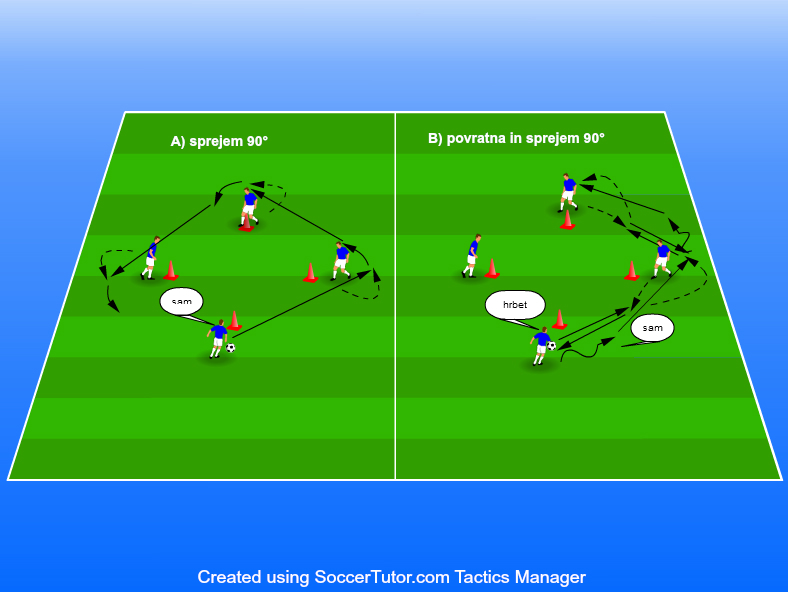 A) sprejem 90°
B) povratna in sprejem 90°
sam
hrbet
sam
Created using SoccerTutor.com Tactics Manager